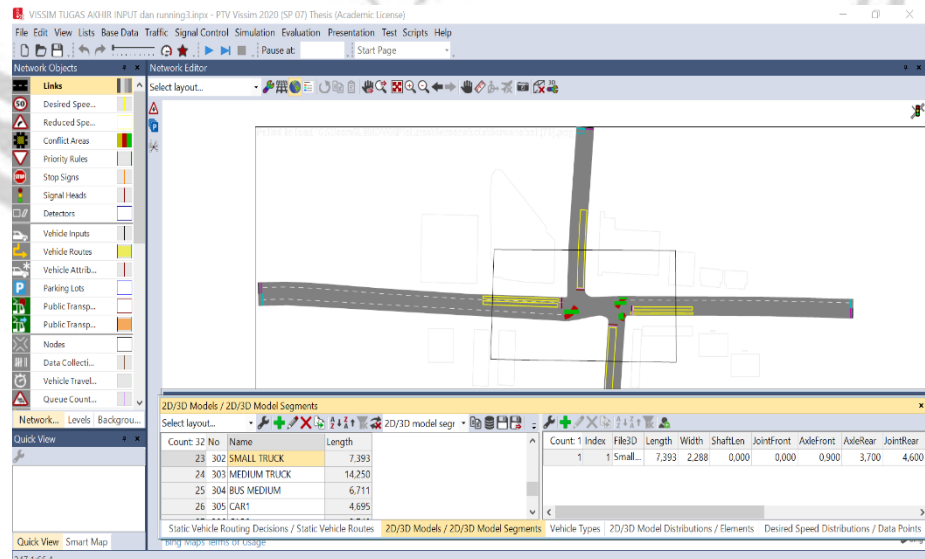 VISSIM TUGAS AKHIR INPUT dan running3.inpx - PTV Vissim 2020 (SP 07) Thesis (Academic License)
File Edit View Lists Base Data Traffic Signal Control Simulation Evaluation Presentation Test Scripts Help
Pause at: Start Page
Network Objects
Network Editor
Links
Select layout...
50 Desired Spee...
Reduced Spe...
Conflict Areas
Priority Rules
STOP Stop Signs
Signal Heads
Detectors
Vehicle Inputs
Vehicle Routes
Vehicle Attrib...
P Parking Lots
Public Transp...
Public Transp...
Nodes
Data Collecti...
Vehicle Travel...
Queue Count...
Network... Levels Backgrou...
Quick View
Quick View Smart Map
2D/3D Models / 2D/3D Model Segments
Select layout... 2D/3D model segr
Count: 32 No Name Length
23 302 SMALL TRUCK 7,393
24 303 MEDIUM TRUCK 14,250
25 304 BUS MEDIUM 6,711
26 305 CAR1 4,695
Count: 1 Index File3D Length Width ShaftLen JointFront AxleFront AxleRear JointRear
1 1 Small... 7,393 2,288 0,000 0,000 0,900 3,700 4,600
Static Vehicle Routing Decisions / Static Vehicle Routes 2D/3D Models / 2D/3D Model Segments Vehicle Types 2D/3D Model Distributions / Elements Desired Speed Distributions / Data Points
Bing Maps Terms of Usage